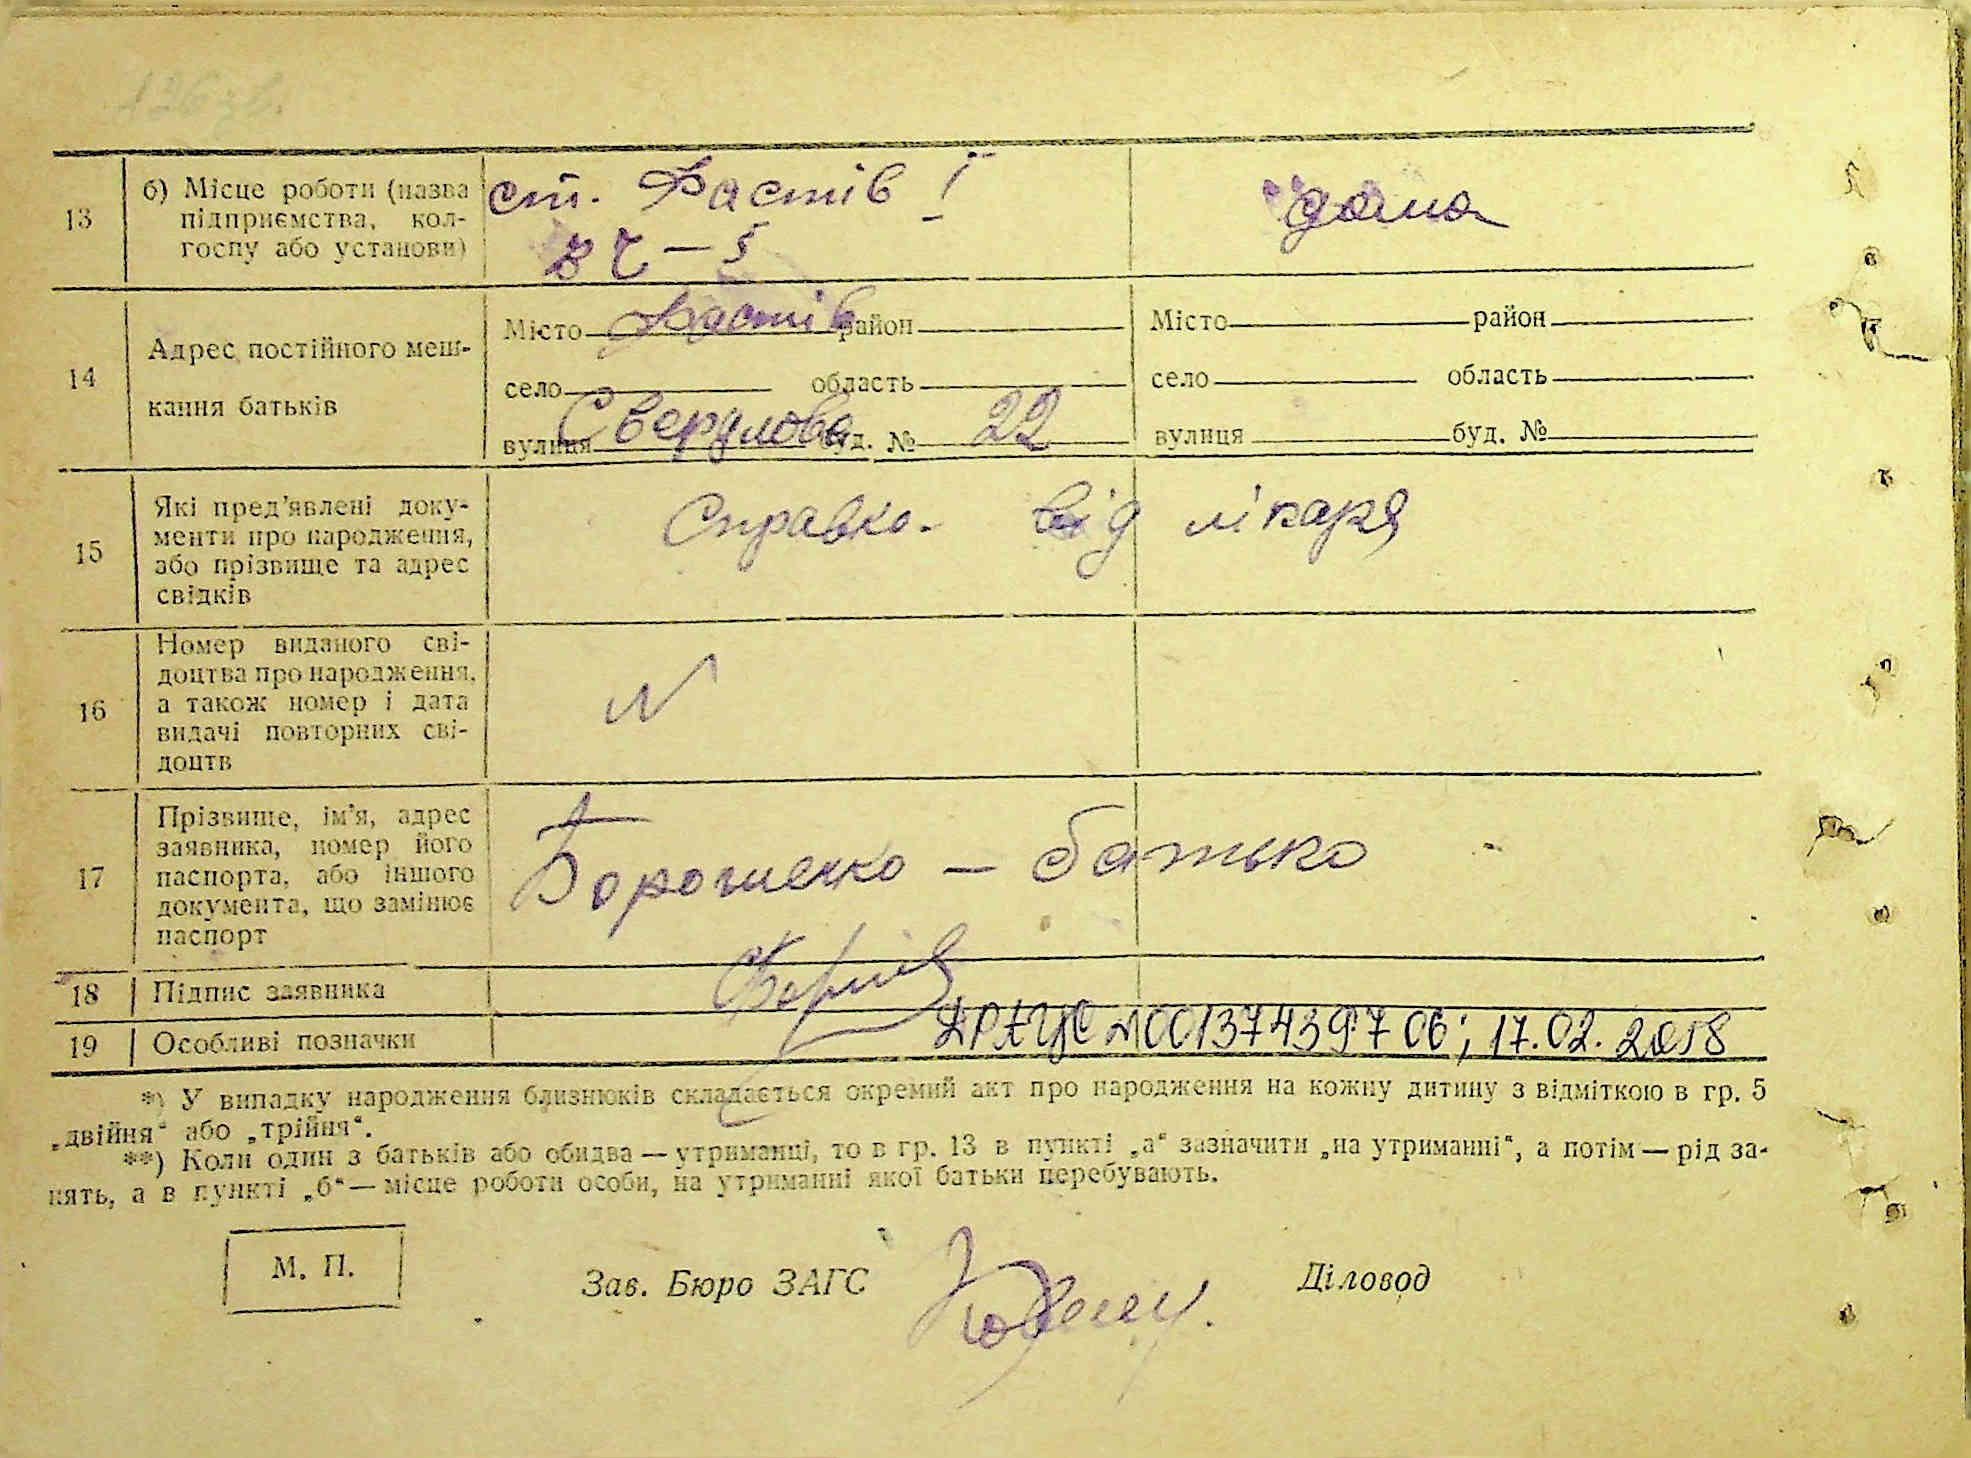 13
б) Місце роботи (назва
підприємства, кол-
госпу або установи)
ст. Фастів I
ВЧ – 5
дома
14
Адрес постійного меш-
кання батьків
Місто Фастів район
село область
вулиця Свердлова буд. № 22
Місто район
село область
вулиця буд. №
15
Які пред'явлені доку-
менти про народження,
або прізвище та адрес
свідків
Справка від лікаря
16
Номер виданого сві-
доцтва про народження,
а також номер і дата
видачі повторних сві-
доцтв
N
17
Прізвище, ім'я, адрес
заявника, номер його
паспорта, або іншого
документа, що замінює
паспорт
Ворошенко – батько
18
Підпис заявника
19
Особливі позначки
ДРАЦС №00137439706; 17.02.2018
*) У випадку народження близнюків складається окремий акт про народження на кожну дитину з відміткою в гр. 5
„двійня“ або „трійня“.
**) Коли один з батьків або обидва — утриманці, то в гр. 13 в пункті „а“ зазначити „на утриманні“, а потім — рід за-
нять, а в пункті „б“ — місце роботи особи, на утриманні якої батьки перебувають.
М. П.
Зав. Бюро ЗАГС
Діловод